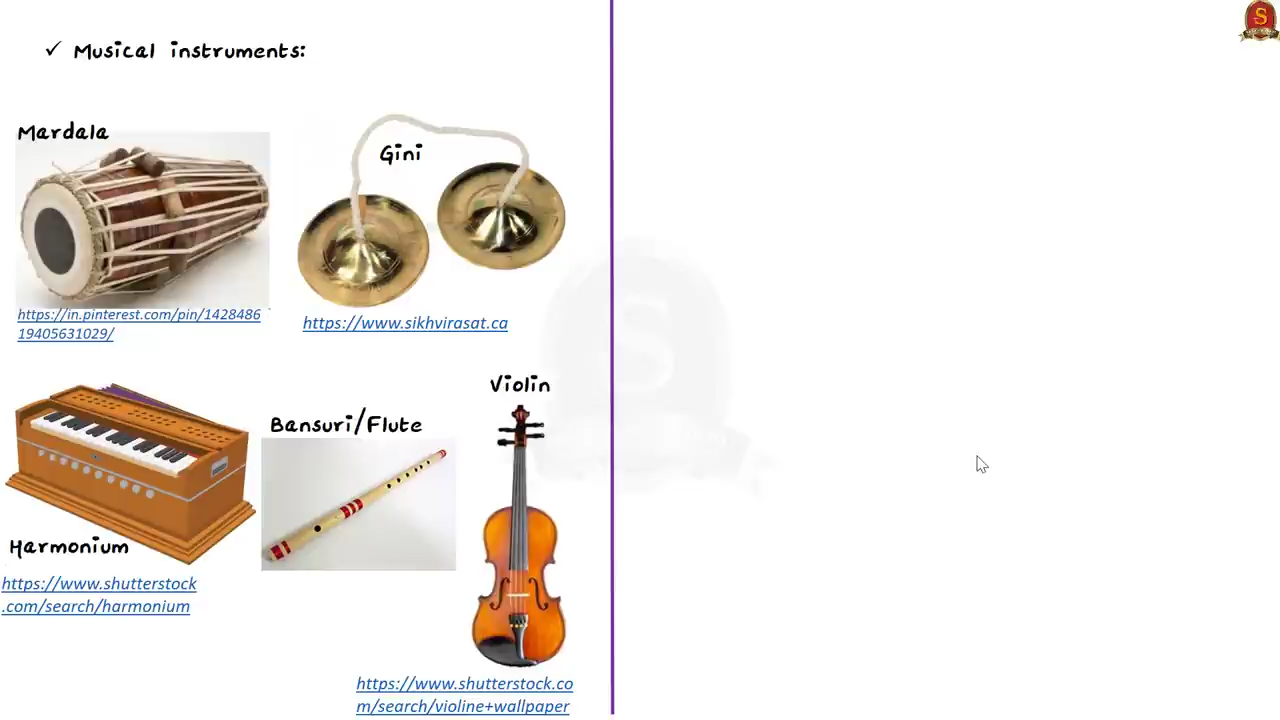 ✓ Musical instruments:
Mardala
Gini
https://in.pinterest.com/pin/1428486
19405631029/
https://www.sikhvirasat.ca
Violin
Bansuri/Flute
Harmonium
https://www.shutterstock
.com/search/harmonium
https://www.shutterstock.co
m/search/violine+wallpaper
S
S